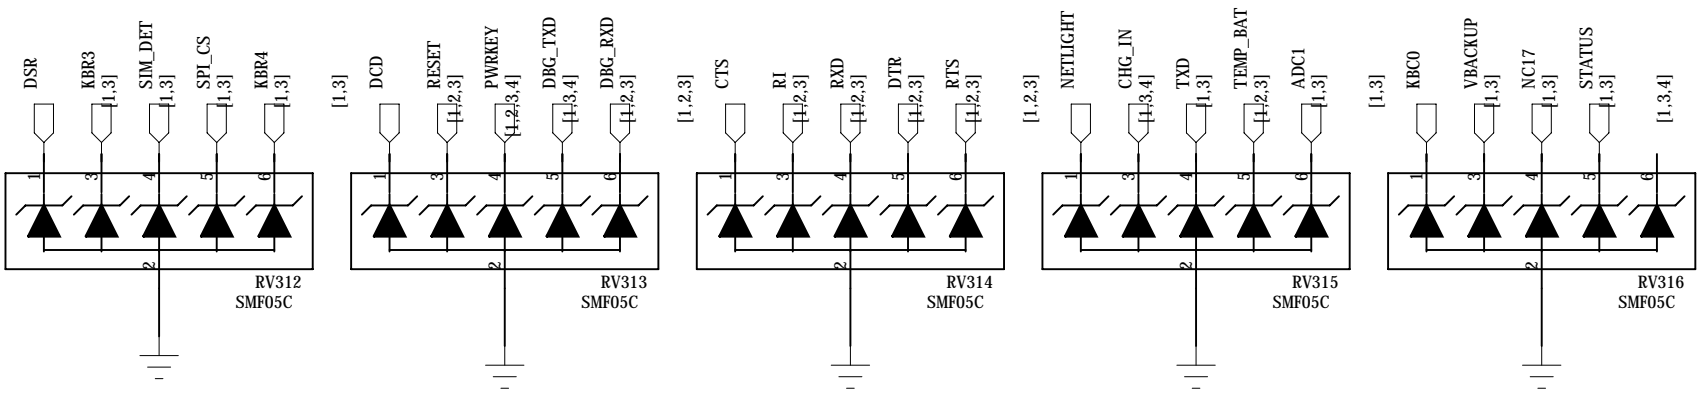 DSR
KBR3
SIM_DET
SPI_CS
KBR4
[1,3]
[1,3]
[1,3]
[1,3]
[1,3]
1
3
4
5
6
2
RV312
SMF05C
DCD
RESET
PWRKEY
DBG_TXD
DBG_RXD
[1,2,3]
[1,2,3,4]
[1,3,4]
[1,2,3]
[1,2,3]
1
3
4
5
6
2
RV313
SMF05C
CTS
RI
RXD
DTR
RTS
[1,2,3]
[1,2,3]
[1,2,3]
[1,2,3]
[1,2,3]
1
3
4
5
6
2
RV314
SMF05C
NETLIGHT
CHG_IN
TXD
TEMP_BAT
ADC1
[1,3,4]
[1,3]
[1,2,3]
[1,3]
[1,3]
1
3
4
5
6
2
RV315
SMF05C
KBC0
VBACKUP
NC17
STATUS
[1,3]
[1,3]
[1,3]
[1,3,4]
1
3
4
5
6
2
RV316
SMF05C